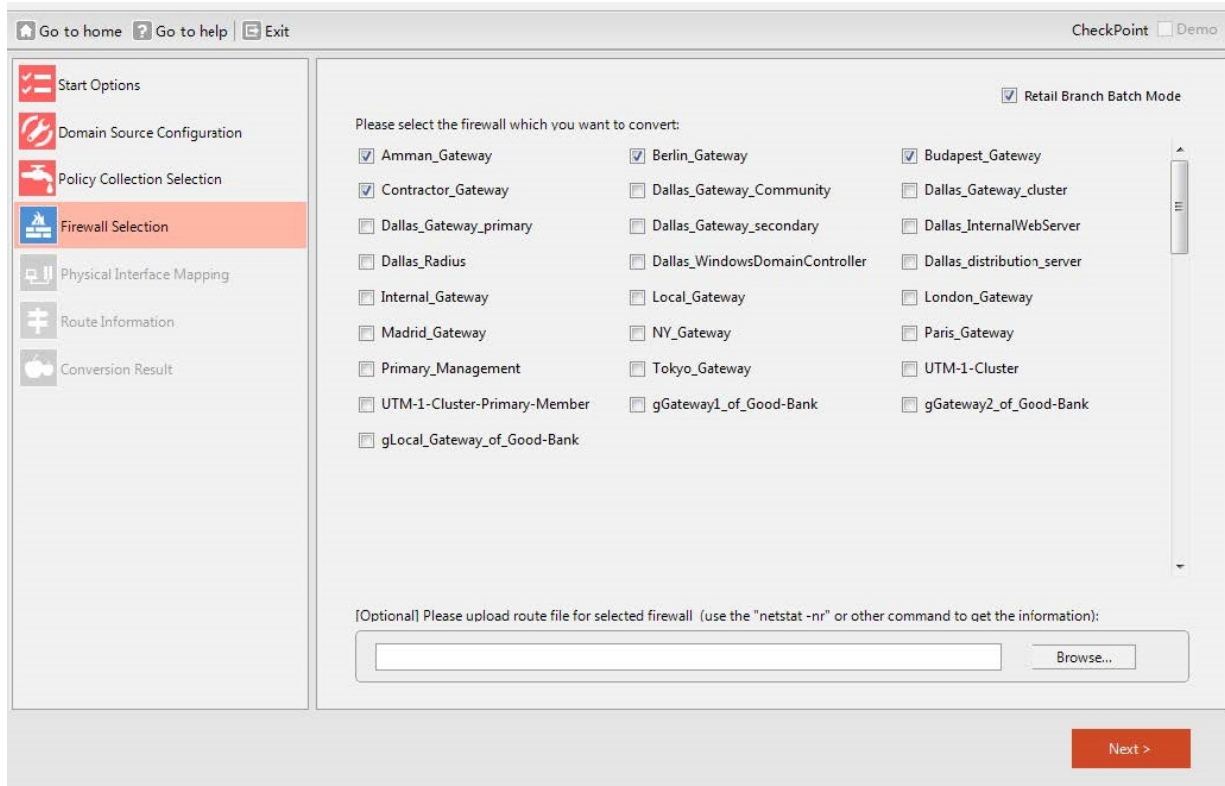 Go to home Go to help Exit CheckPoint Demo
Start Options
Domain Source Configuration
Policy Collection Selection
Firewall Selection
Physical Interface Mapping
Route Information
Conversion Result
Retail Branch Batch Mode
Please select the firewall which you want to convert:
Amman_Gateway Berlin_Gateway Budapest_Gateway
Contractor_Gateway Dallas_Gateway_Community Dallas_Gateway_cluster
Dallas_Gateway_primary Dallas_Gateway_secondary Dallas_InternalWebServer
Dallas_Radius Dallas_WindowsDomainController Dallas_distribution_server
Internal_Gateway Local_Gateway London_Gateway
Madrid_Gateway NY_Gateway Paris_Gateway
Primary_Management Tokyo_Gateway UTM-1-Cluster
UTM-1-Cluster-Primary-Member gGateway1_of_Good-Bank gGateway2_of_Good-Bank
gLocal_Gateway_of_Good-Bank
[Optional] Please upload route file for selected firewall (use the "netstat -nr" or other command to get the information):
Browse...
Next >